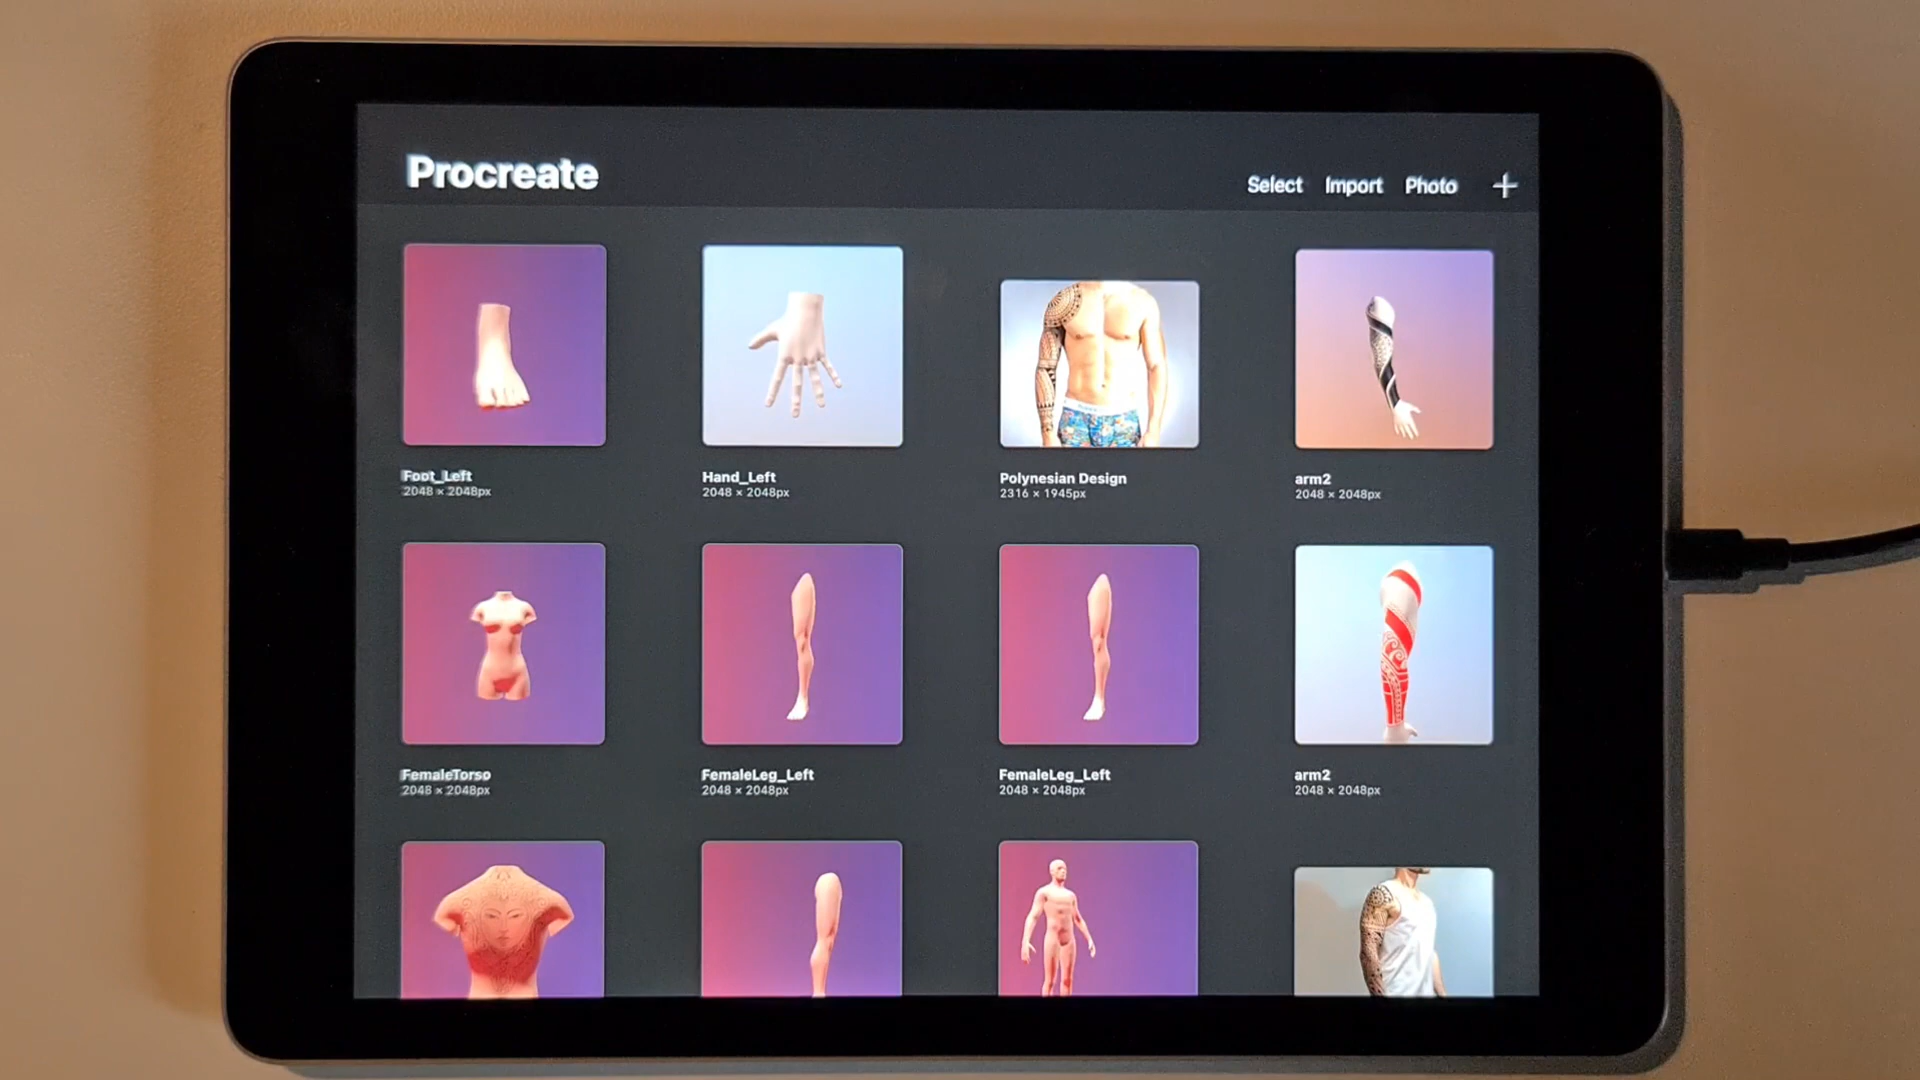 Procreate
Select Import Photo +
Foot_Left
2048 × 2048px
Hand_Left
2048 × 2048px
Polynesian Design
2316 × 1945px
arm2
2048 × 2048px
FemaleTorso
2048 × 2048px
FemaleLeg_Left
2048 × 2048px
FemaleLeg_Left
2048 × 2048px
arm2
2048 × 2048px